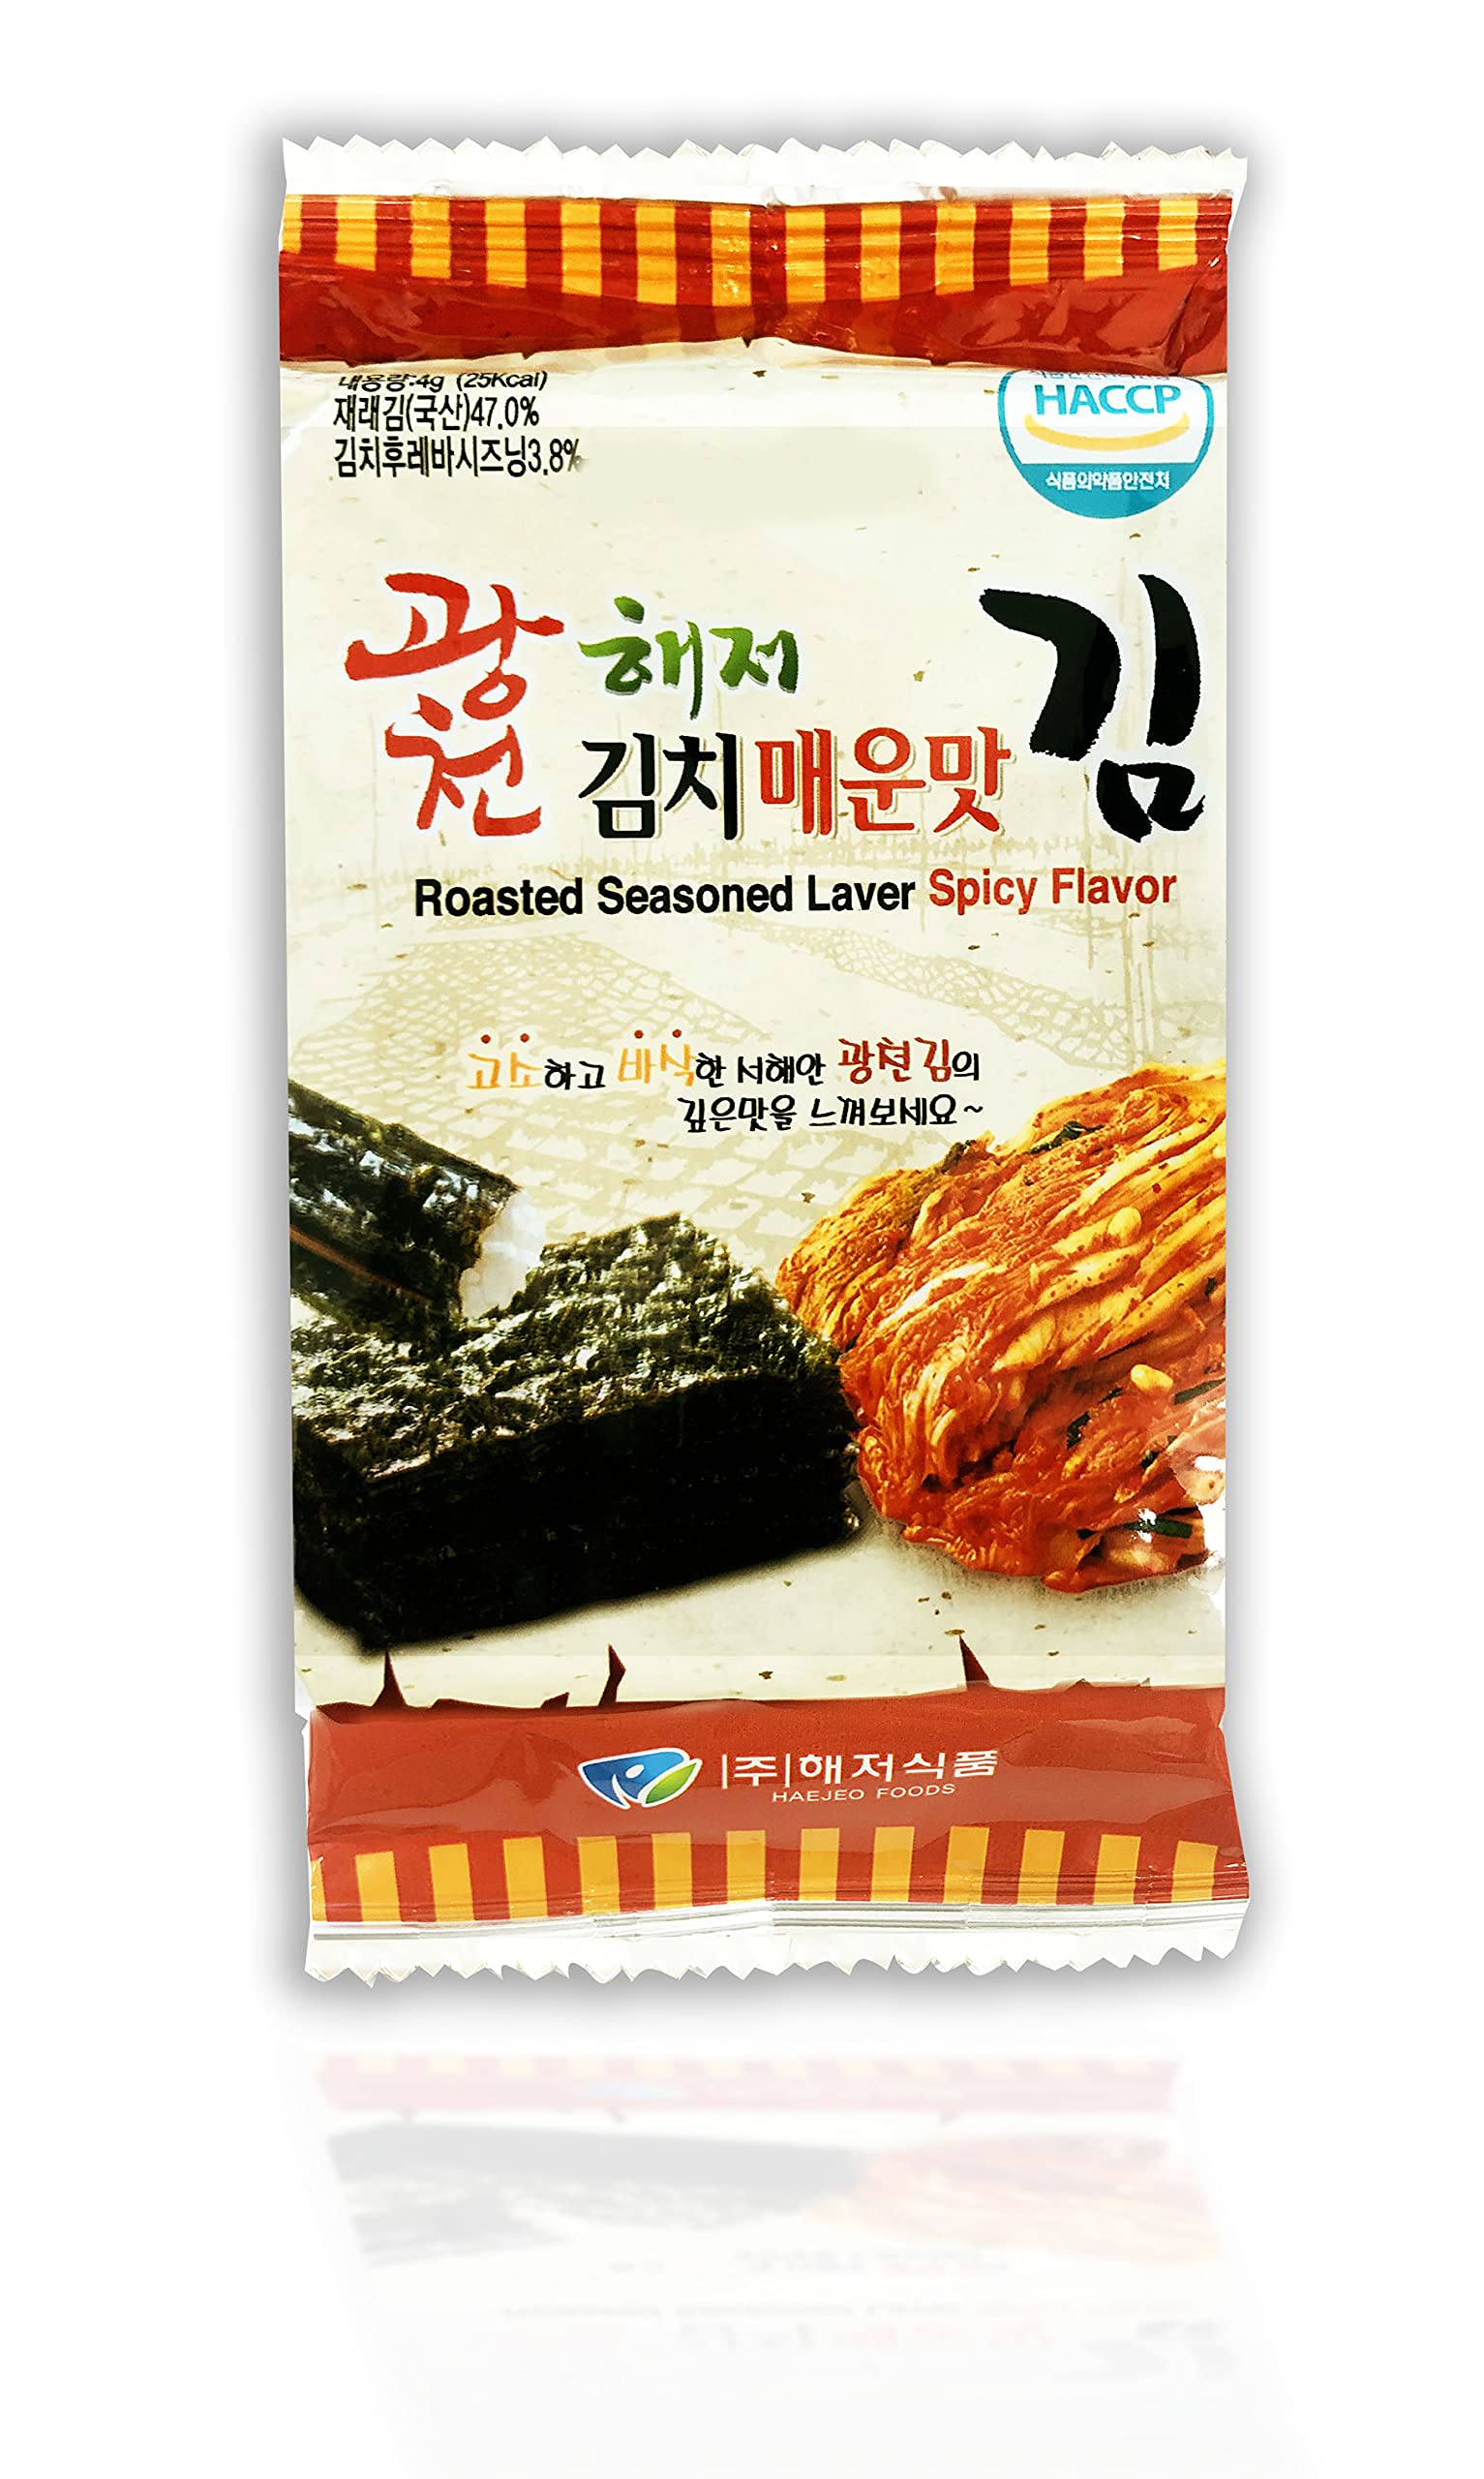 내용량:4g (25Kcal)
재래김(국산)47.0%
김치후레바시즈닝3.8%
HACCP
식품의약품안전처
광천 해저 김
김치매운맛
Roasted Seasoned Laver Spicy Flavor
고소하고 바삭한 서해안 광천김의
깊은맛을 느껴보세요~
(주)해저식품
HAEJEO FOODS